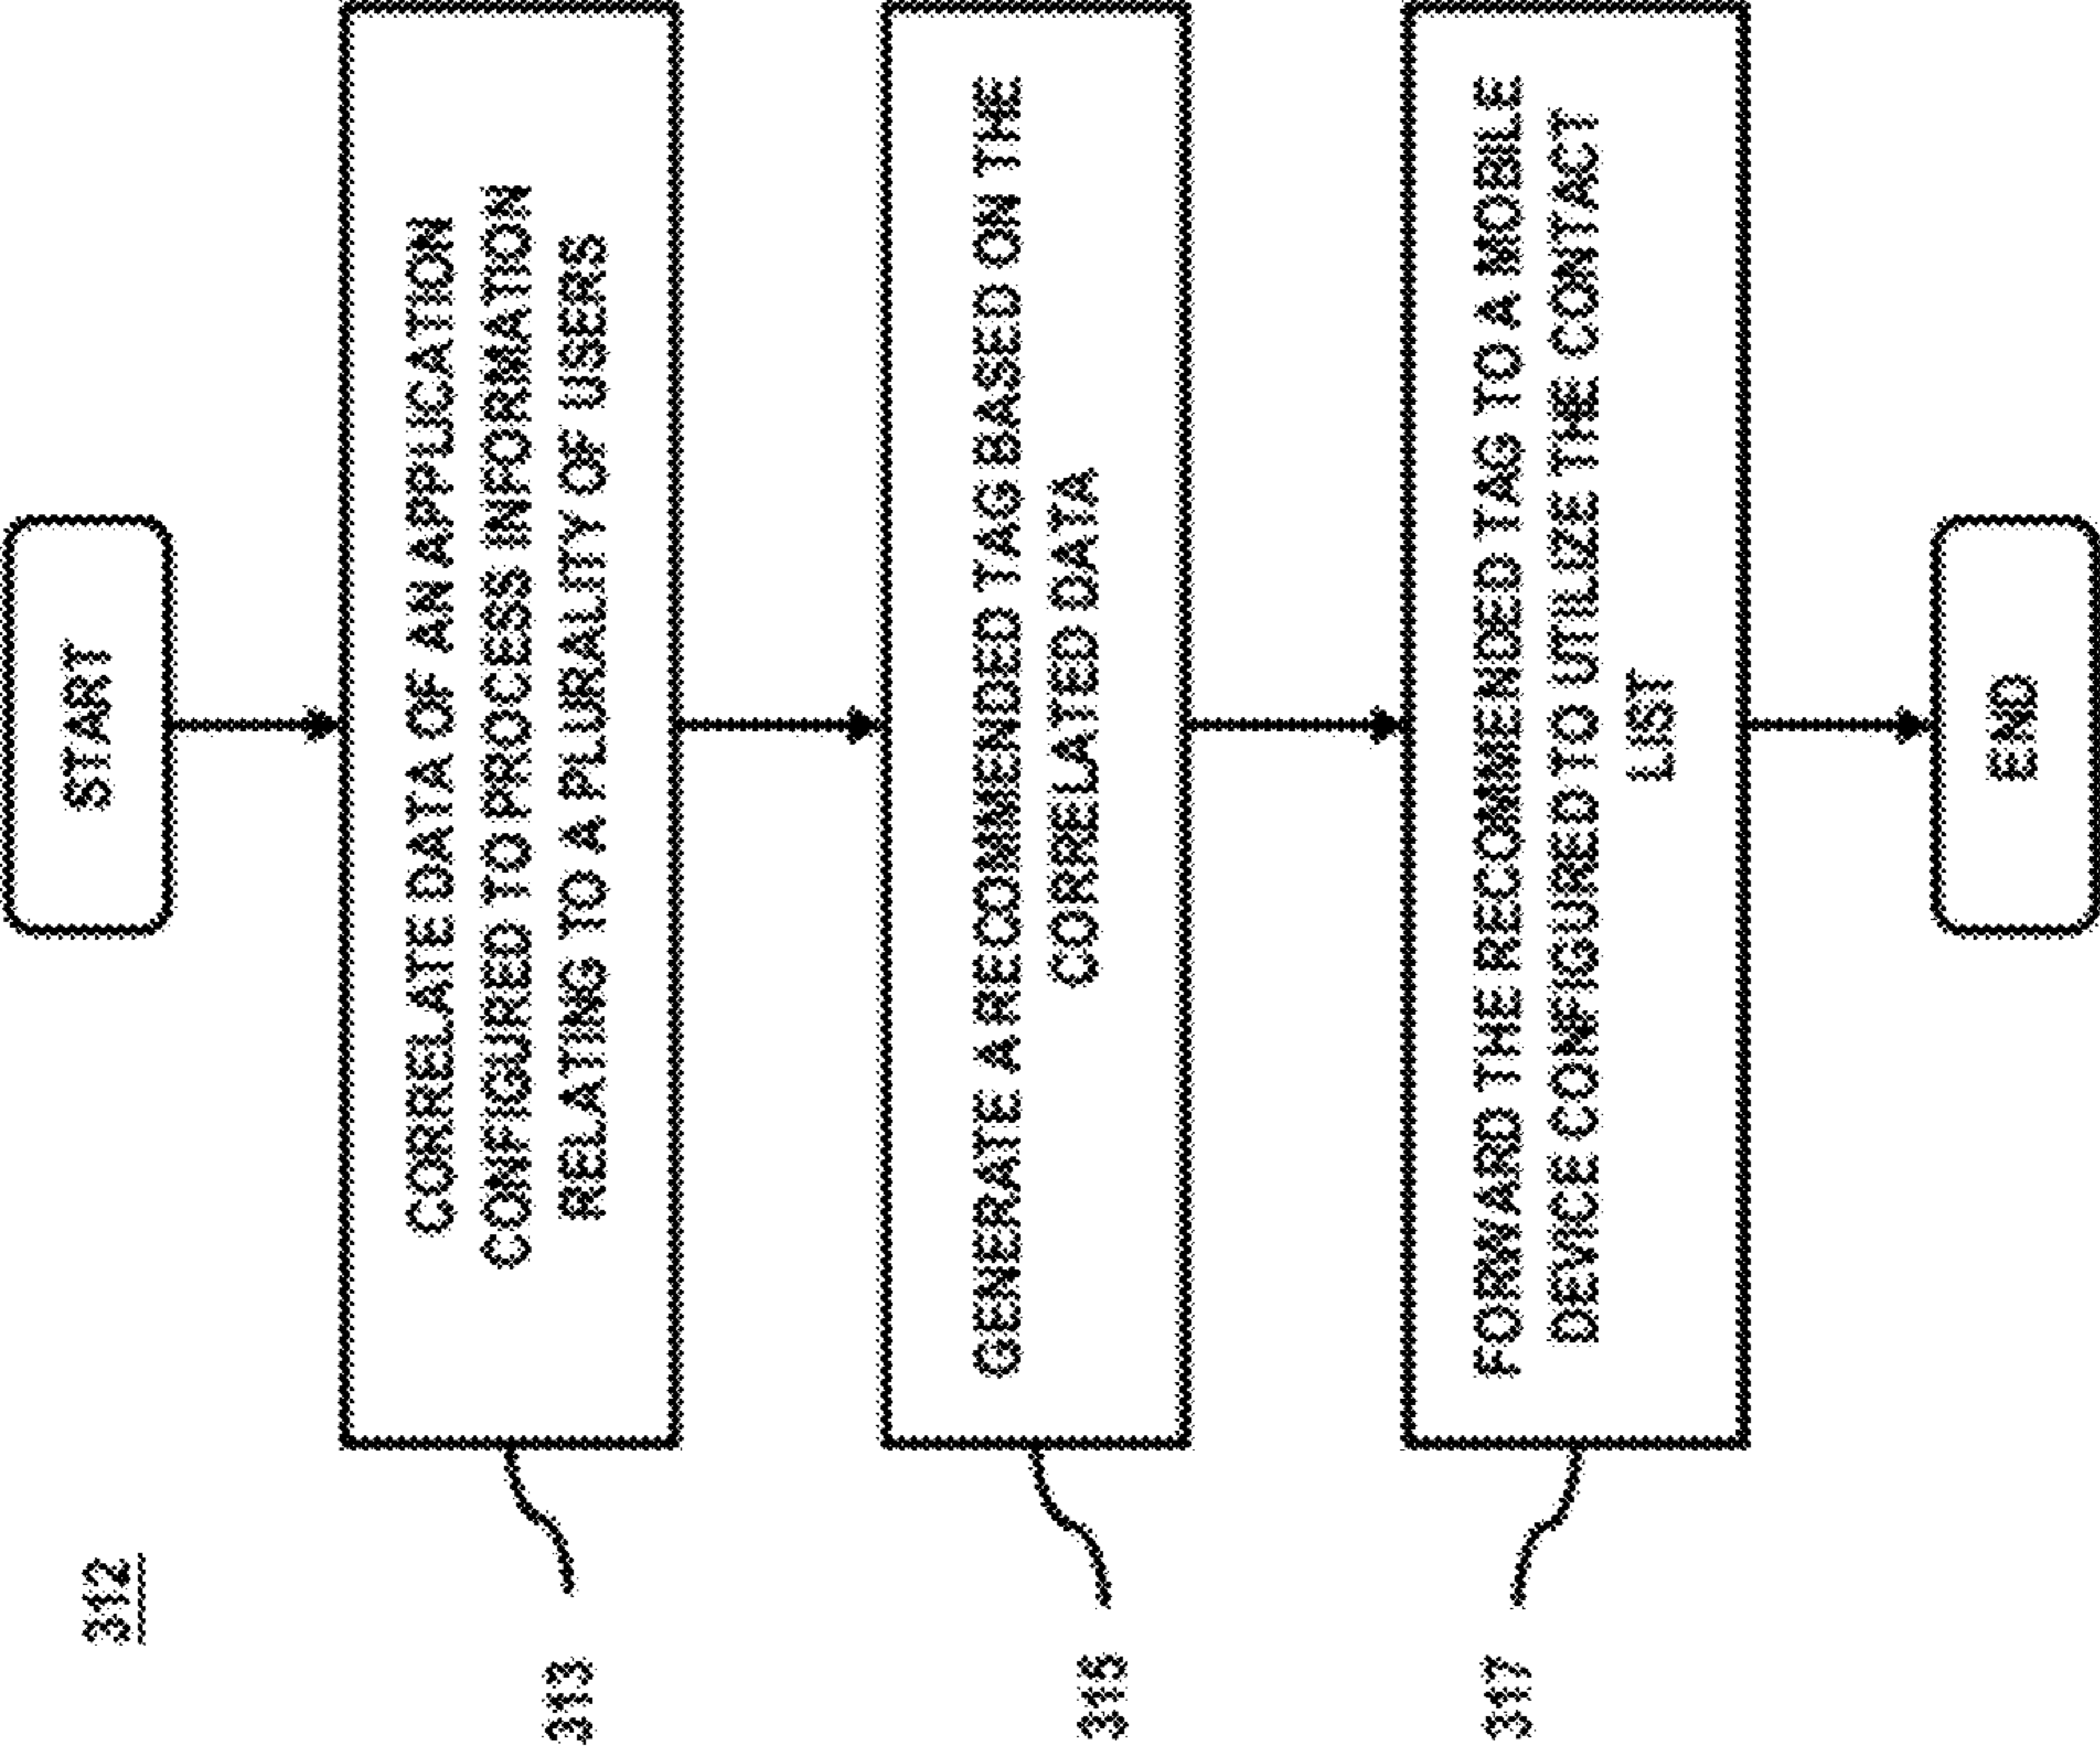 312
START
313
CORRELATE DATA OF AN APPLICATION
CONFIGURED TO PROCESS INFORMATION
RELATING TO A PLURALITY OF USERS
315
GENERATE A RECOMMENDED TAG BASED ON THE
CORRELATED DATA
317
FORWARD THE RECOMMENDED TAG TO A MOBILE
DEVICE CONFIGURED TO UTILIZE THE CONTACT
LIST
END